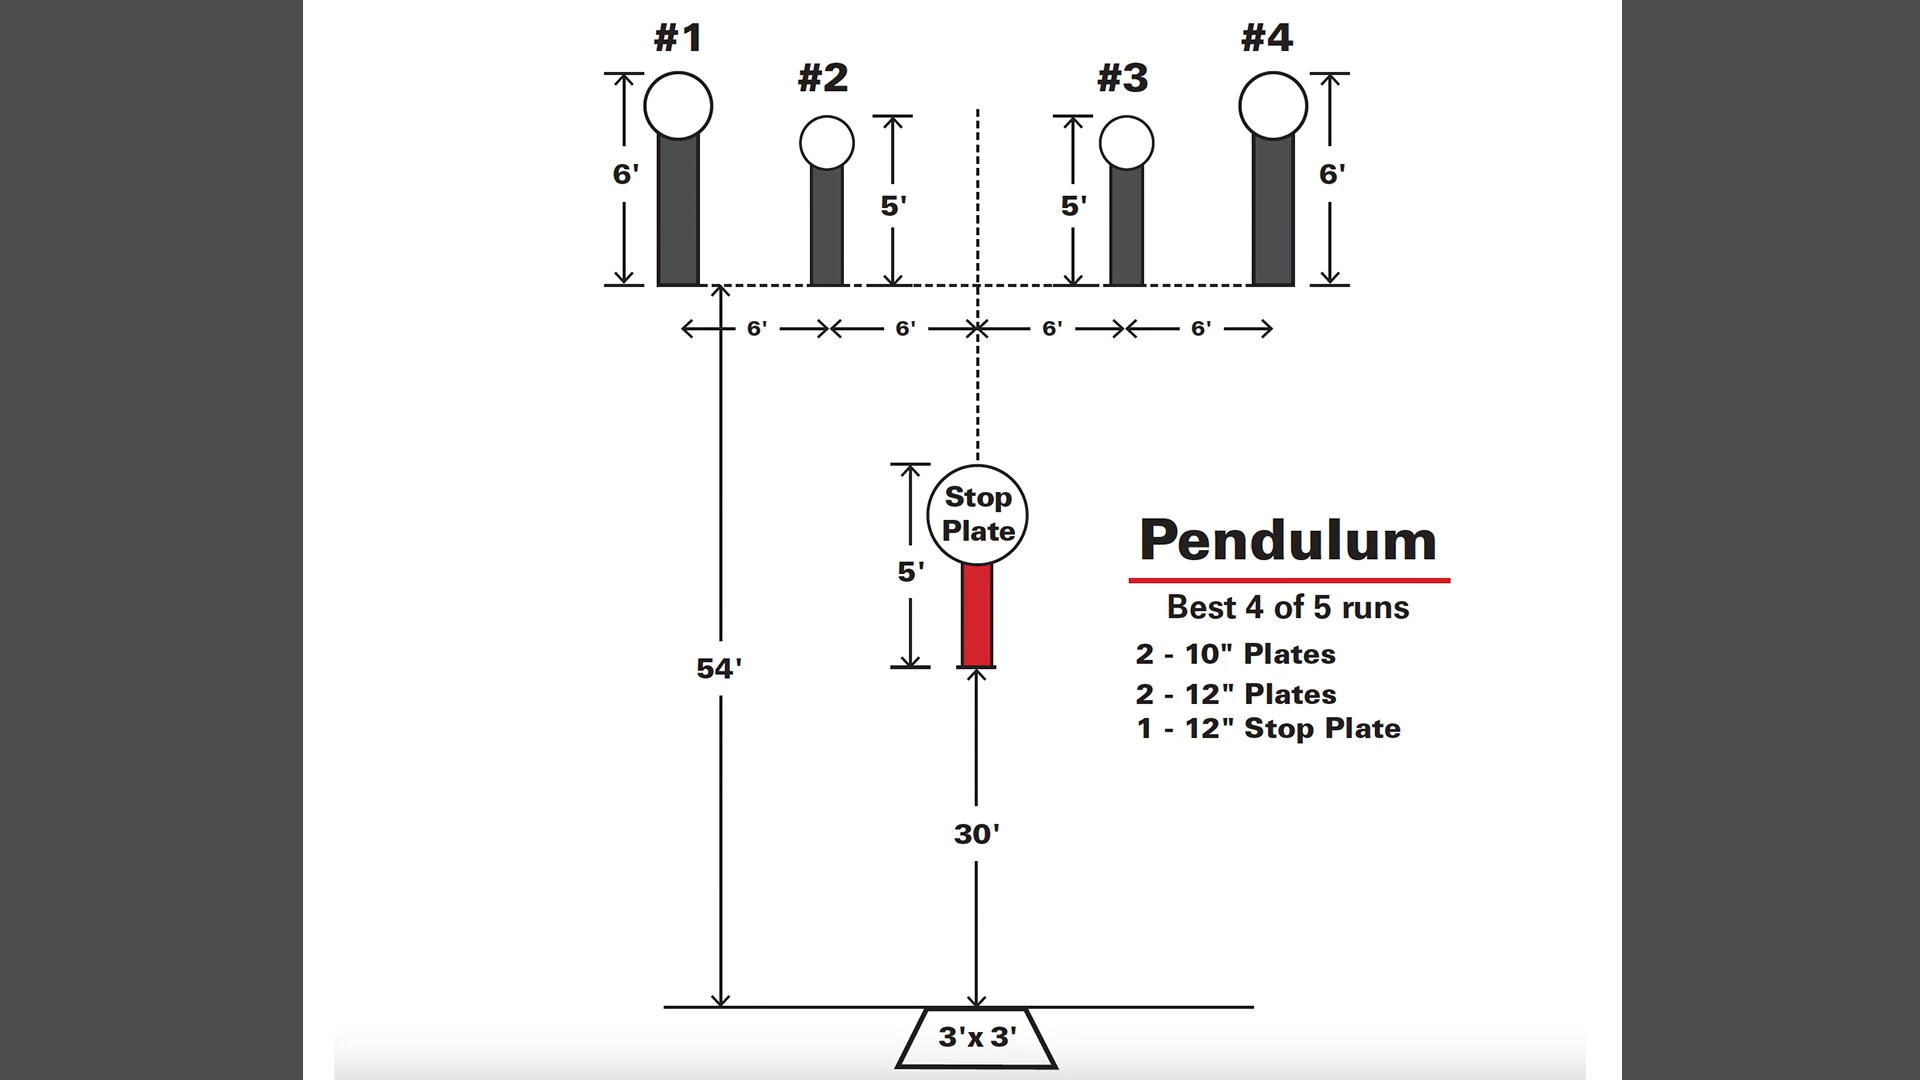 #1
#4
#2
#3
6'
6'
5'
5'
6'
6'
6'
6'
Stop
Plate
5'
Pendulum
Best 4 of 5 runs
2 - 10" Plates
54'
2 - 12" Plates
1 - 12" Stop Plate
30'
3'x 3'